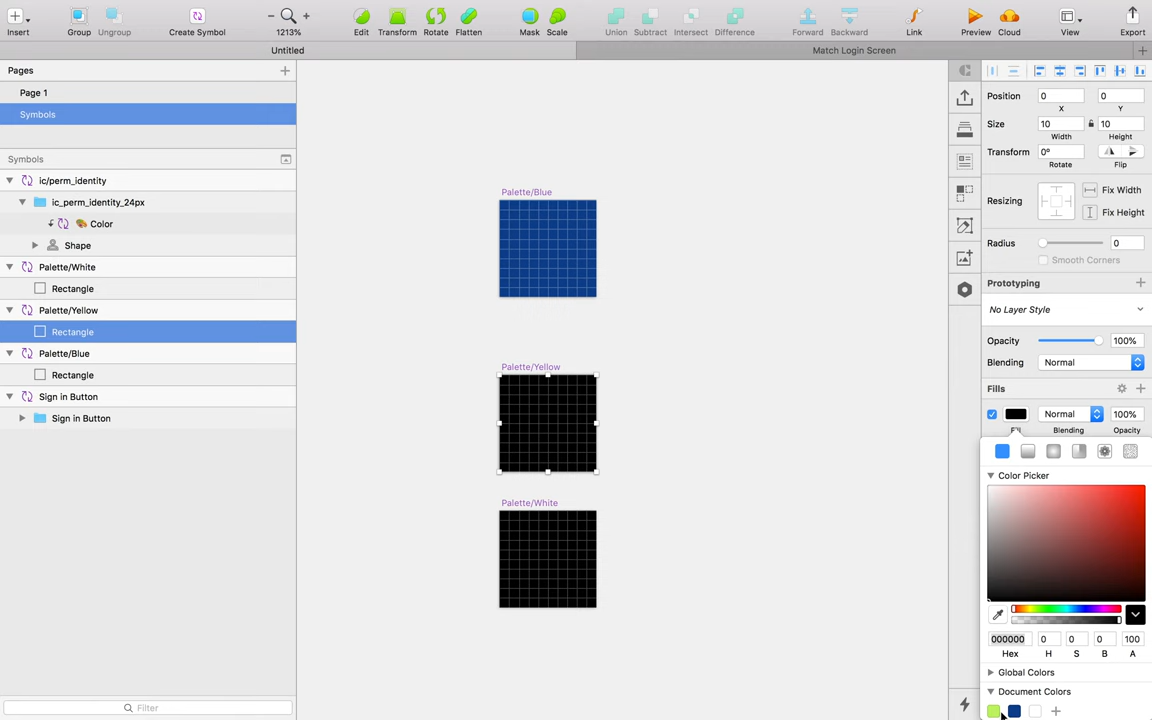 Insert
Group
Ungroup
Create Symbol
1213%
Edit
Transform
Rotate
Flatten
Mask
Scale
Union
Subtract
Intersect
Difference
Forward
Backward
Link
Preview
Cloud
View
Export
Untitled
Match Login Screen
Pages
Page 1
Symbols
Symbols
ic/perm_identity
ic_perm_identity_24px
Color
Shape
Palette/White
Rectangle
Palette/Yellow
Rectangle
Palette/Blue
Rectangle
Sign in Button
Sign in Button
Filter
Palette/Blue
Palette/Yellow
Palette/White
Position
0
0
X
Y
Size
10
10
Width
Height
Transform
0º
Rotate
Flip
Resizing
Fix Width
Fix Height
Radius
0
Smooth Corners
Prototyping
No Layer Style
Opacity
100%
Blending
Normal
Fills
Normal
100%
Blending
Opacity
Color Picker
000000
0
0
0
100
Hex
H
S
B
A
Global Colors
Document Colors